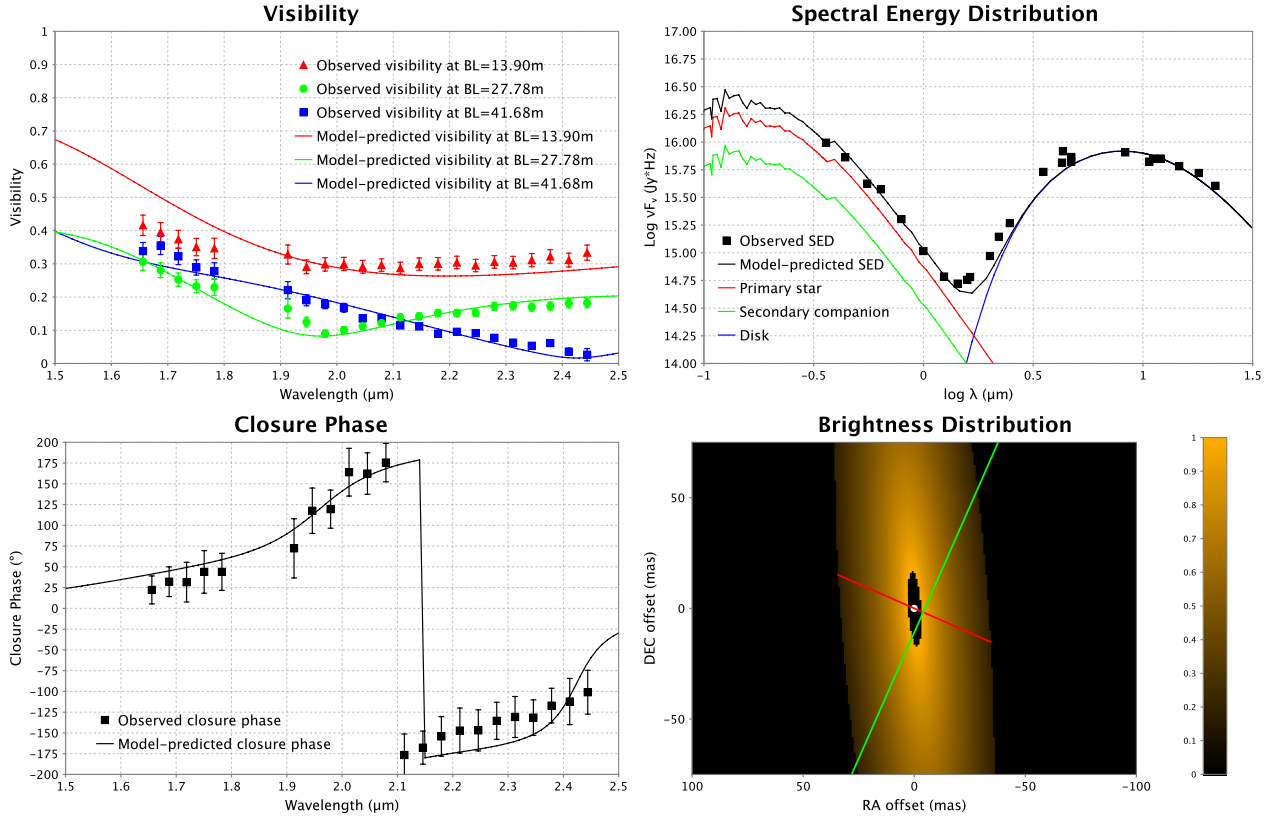 Visibility
1
0.9
0.8
0.7
0.6
0.5
0.4
0.3
0.2
0.1
0
Visibility
Observed visibility at BL=13.90m
Observed visibility at BL=27.78m
Observed visibility at BL=41.68m
Model-predicted visibility at BL=13.90m
Model-predicted visibility at BL=27.78m
Model-predicted visibility at BL=41.68m
1.5 1.6 1.7 1.8 1.9 2.0 2.1 2.2 2.3 2.4 2.5
Wavelength (μm)
Spectral Energy Distribution
17.00
16.75
16.50
16.25
16.00
15.75
15.50
15.25
15.00
14.75
14.50
14.25
14.00
Log νFν (Jy*Hz)
Observed SED
Model-predicted SED
Primary star
Secondary companion
Disk
-1 -0.5 0 0.5 1 1.5
log λ (μm)
Closure Phase
200
175
150
125
100
75
50
25
0
-25
-50
-75
-100
-125
-150
-175
-200
Closure Phase (°)
Observed closure phase
Model-predicted closure phase
1.5 1.6 1.7 1.8 1.9 2.0 2.1 2.2 2.3 2.4 2.5
Wavelength (μm)
Brightness Distribution
50
0
-50
DEC offset (mas)
100 50 0 -50 -100
RA offset (mas)
1
0.9
0.8
0.7
0.6
0.5
0.4
0.3
0.2
0.1
0